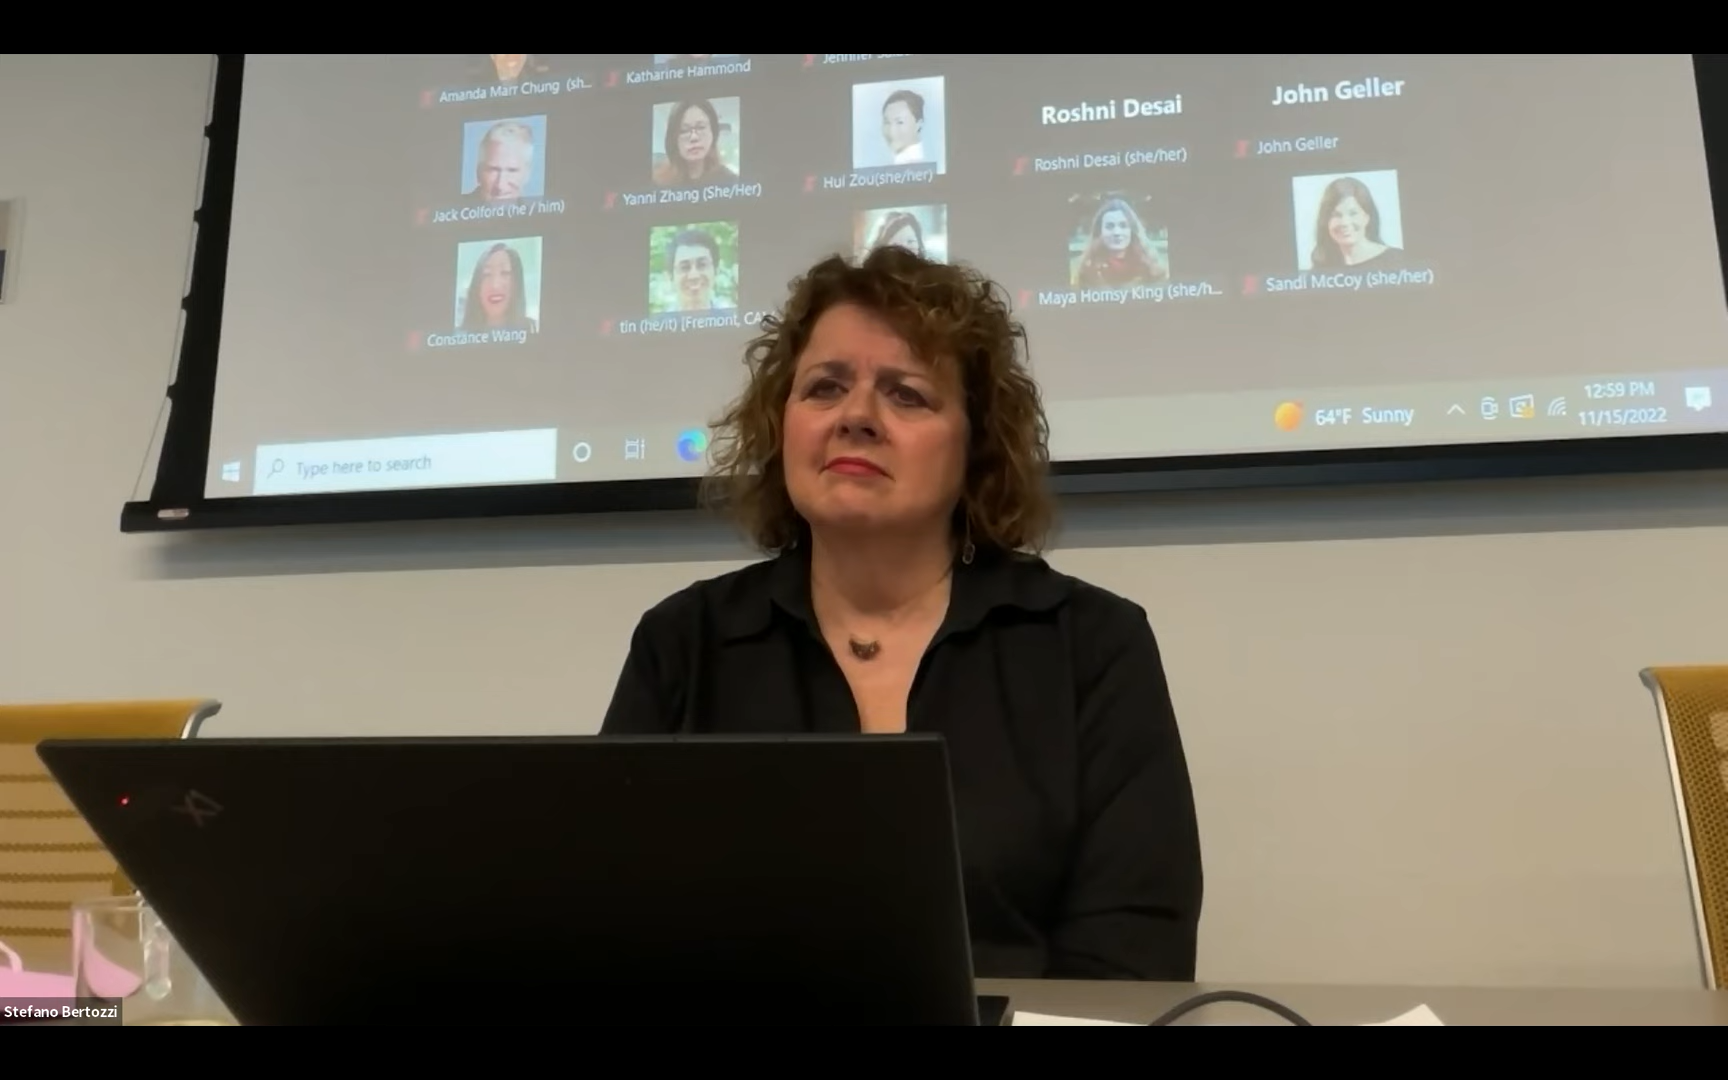 Amanda Marr Chung (sh...
Katharine Hammond
Jennifer
Roshni Desai
John Geller
Jack Colford (he / him)
Yanni Zhang (She/Her)
Hui Zou(she/her)
Roshni Desai (she/her)
John Geller
Constance Wang
tin (he/it) [Fremont, CA]
Maya Homsy King (she/h...
Sandi McCoy (she/her)
Type here to search
64°F Sunny
12:59 PM
11/15/2022
X1
Stefano Bertozzi